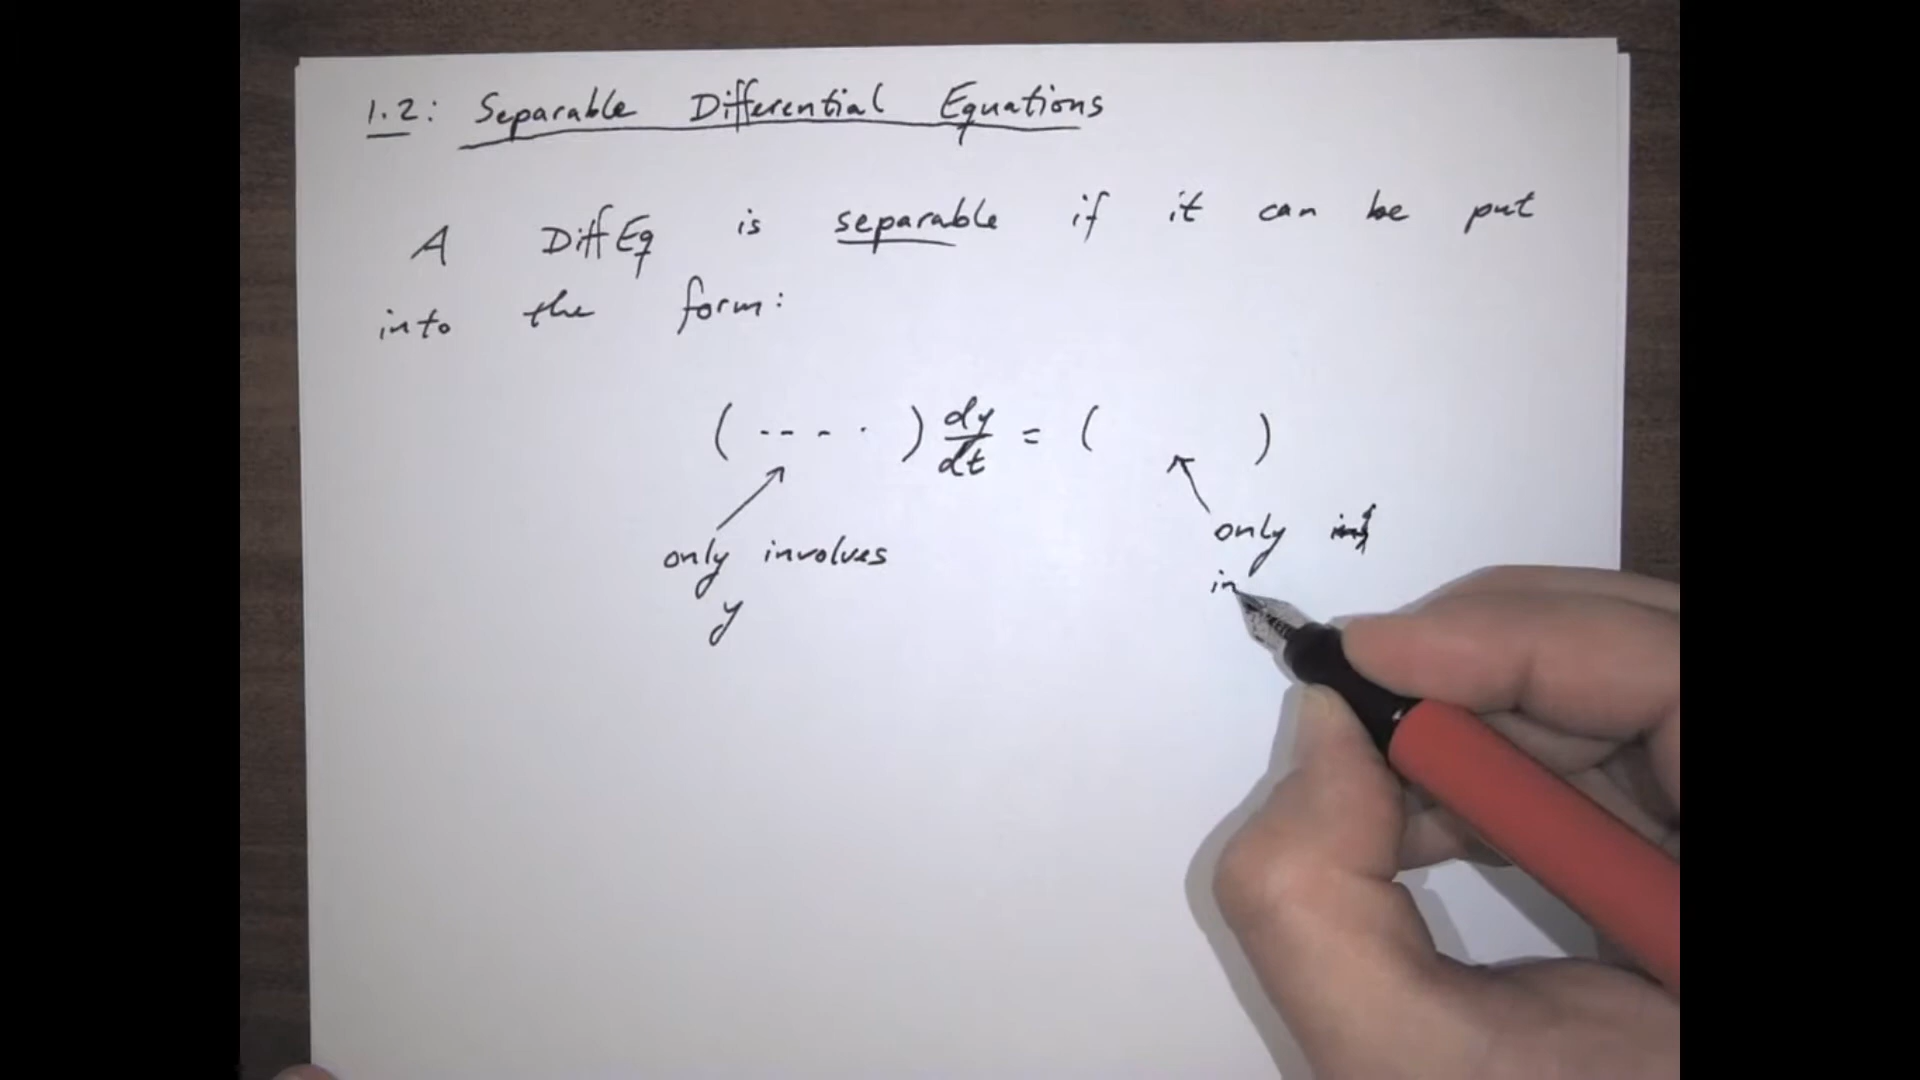 1.2: Separable Differential Equations
A DiffEq is separable if it can be put
into the form:
( ---- · ) dy/dt = ( )
only involves
y
only
in